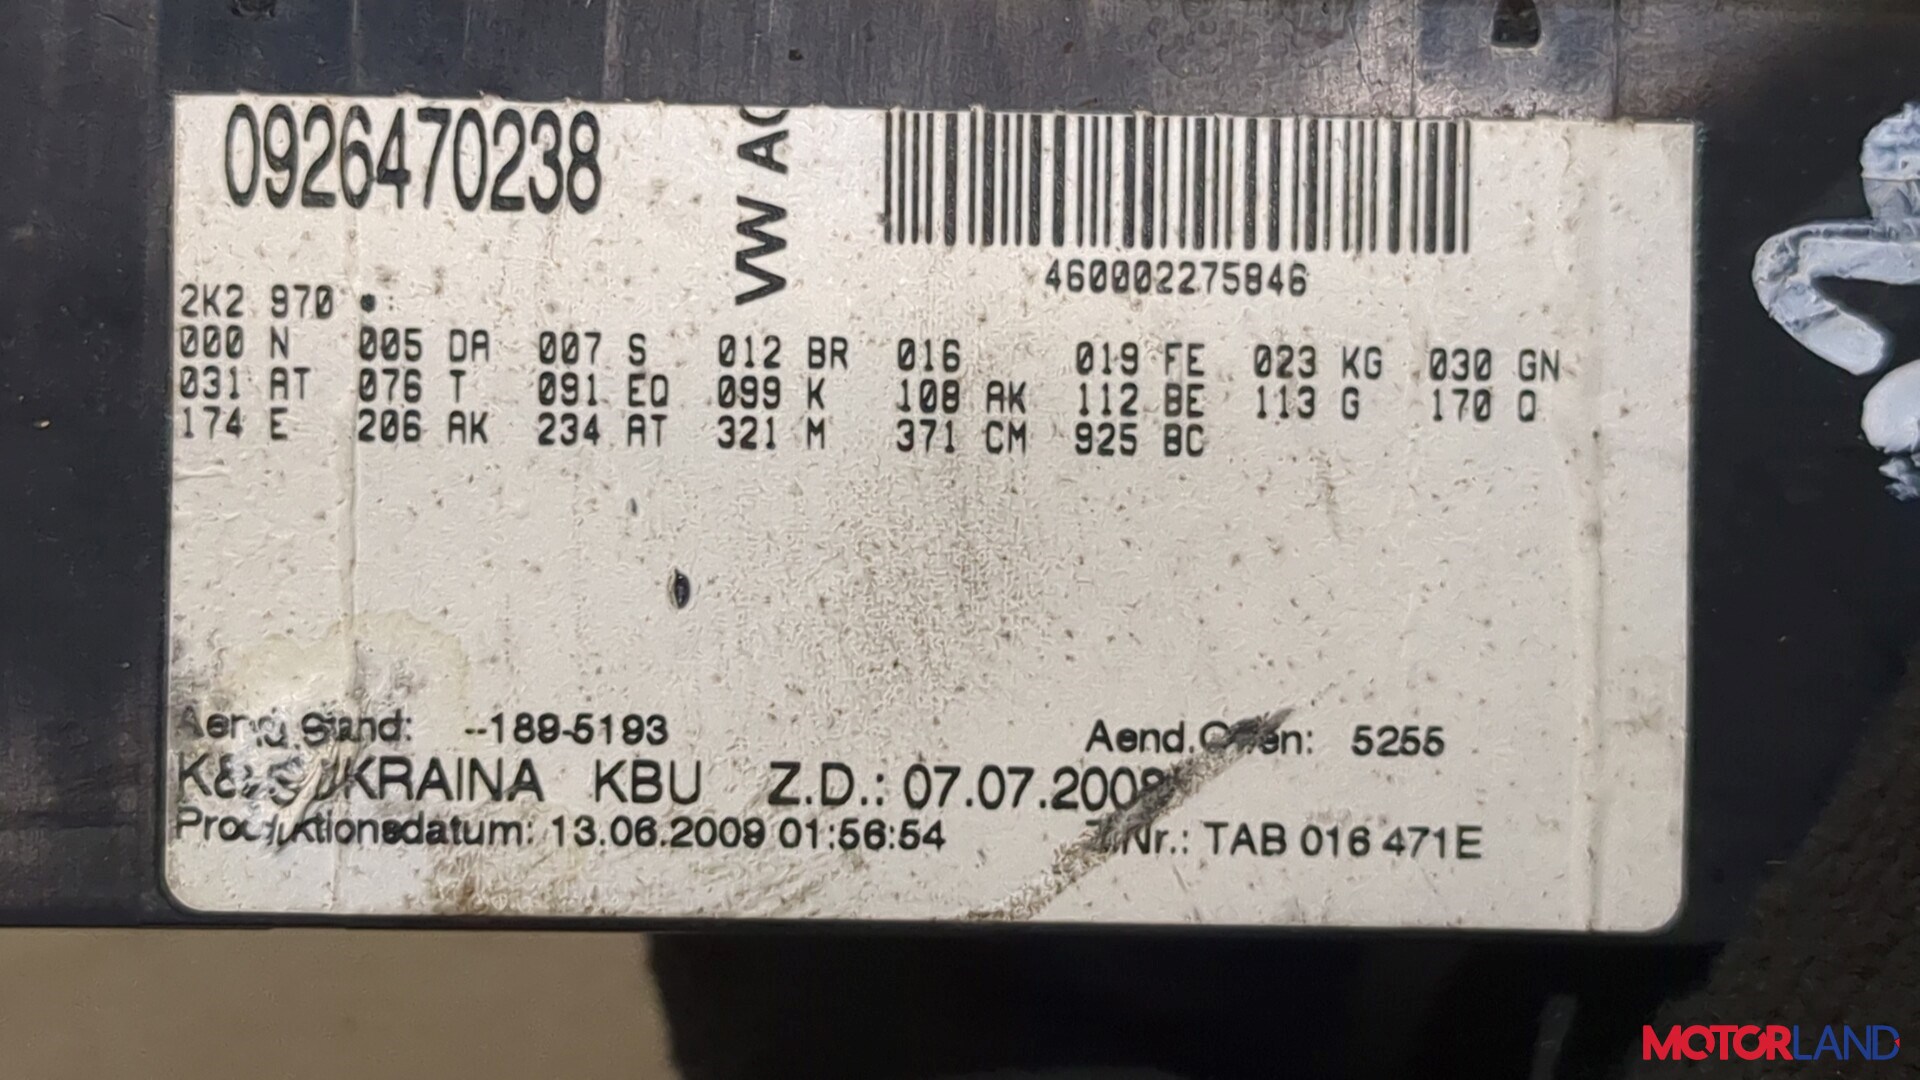 0926470238
VW AG
460002275846
2K2 970
000 N 005 DA 007 S 012 BR 016 019 FE 023 KG 030 GN
031 AT 076 T 091 EQ 099 K 108 AK 112 BE 113 G 170 Q
174 E 206 AK 234 AT 321 M 371 CM 925 BC
Aend.Stand: --189-5193
Aend. 5255
UKRAINA KBU Z.D.: 07.07.2009
Produktionsdatum: 13.06.2009 01:56:54
Nr.: TAB 016 471E
MOTORLAND